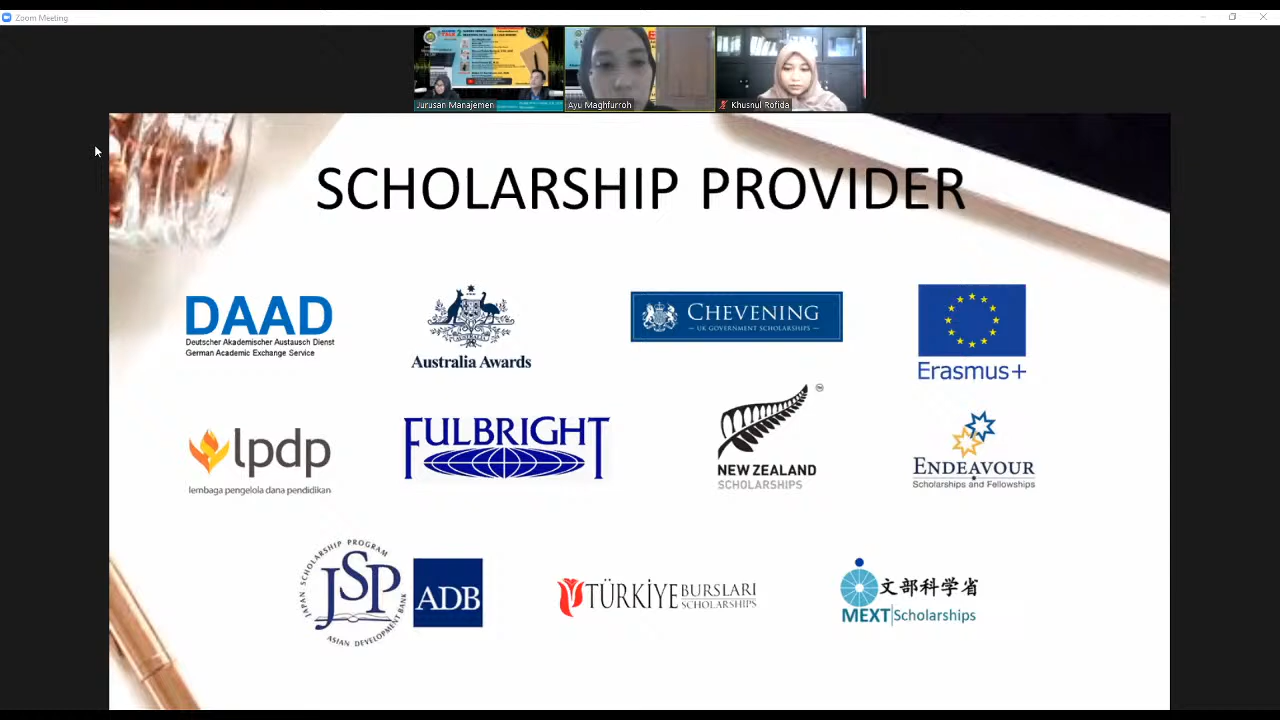 Zoom Meeting
Jurusan Manajemen
Ayu Maghfurroh
Khusnul Rofida
SCHOLARSHIP PROVIDER
DAAD
Deutscher Akademischer Austausch Dienst
German Academic Exchange Service
Australia Awards
CHEVENING
UK GOVERNMENT SCHOLARSHIPS
Erasmus+
lpdp
lembaga pengelola dana pendidikan
FULBRIGHT
NEW ZEALAND
SCHOLARSHIPS
ENDEAVOUR
Scholarships and Fellowships
JAPAN SCHOLARSHIP PROGRAM
JSP
ASIAN DEVELOPMENT BANK
ADB
TÜRKİYE BURSLARI
SCHOLARSHIPS
文部科学省
MEXT Scholarships